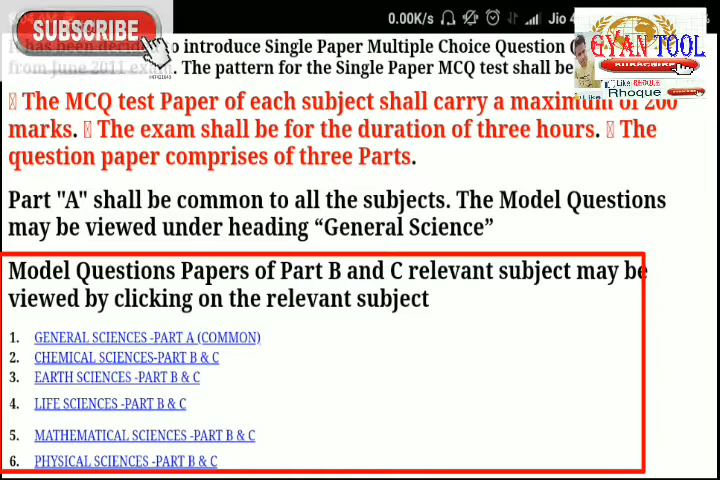 SUBSCRIBE
0.00K/s
Jio 4
GYAN TOOL
Like REDQUE
Like Rhoque
to introduce Single Paper Multiple Choice Question
from June 2011 exam. The pattern for the Single Paper MCQ test shall be
The MCQ test Paper of each subject shall carry a maximum of 200
marks. The exam shall be for the duration of three hours. The
question paper comprises of three Parts.
Part "A" shall be common to all the subjects. The Model Questions
may be viewed under heading “General Science”
Model Questions Papers of Part B and C relevant subject may be
viewed by clicking on the relevant subject
1. GENERAL SCIENCES -PART A (COMMON)
2. CHEMICAL SCIENCES-PART B & C
3. EARTH SCIENCES -PART B & C
4. LIFE SCIENCES -PART B & C
5. MATHEMATICAL SCIENCES -PART B & C
6. PHYSICAL SCIENCES -PART B & C